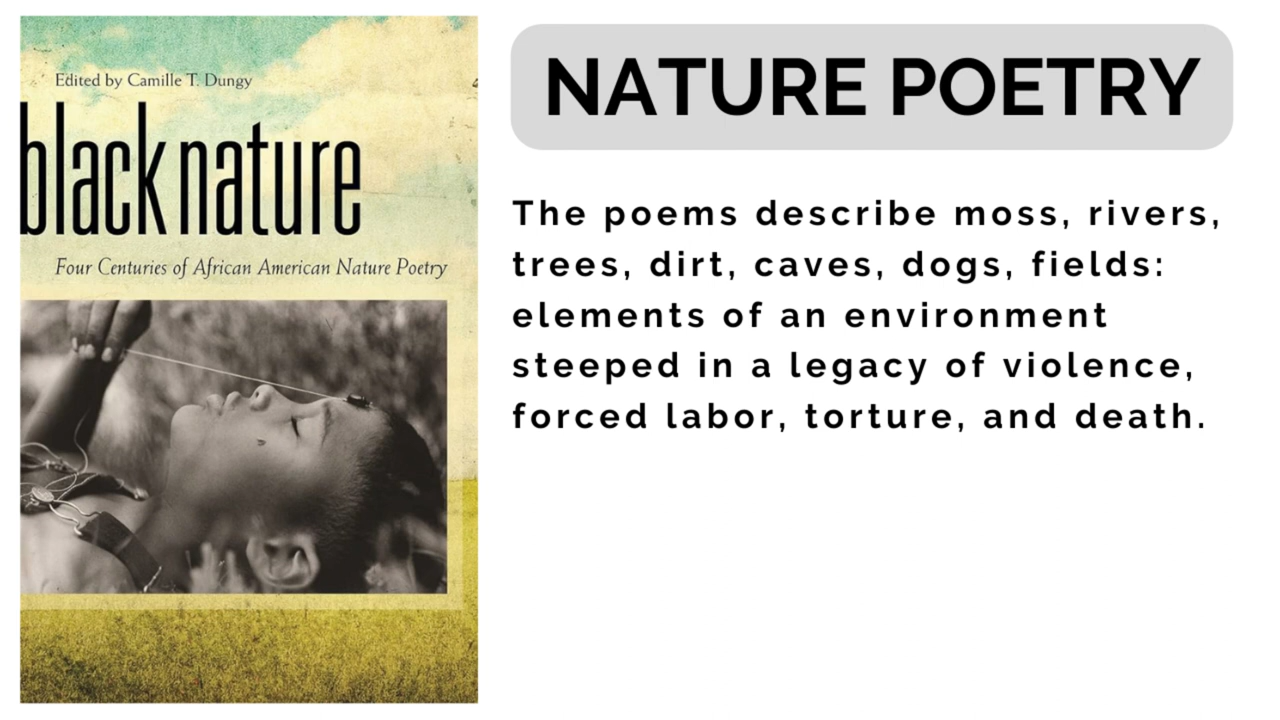 Edited by Camille T. Dungy
black nature
Four Centuries of African American Nature Poetry
NATURE POETRY
The poems describe moss, rivers,
trees, dirt, caves, dogs, fields:
elements of an environment
steeped in a legacy of violence,
forced labor, torture, and death.